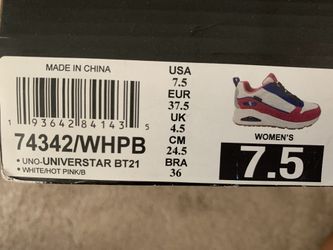 MADE IN CHINA
1 93642 84143 5
74342/WHPB
• UNO-UNIVERSTAR BT21
• WHITE/HOT PINK/B
USA
7.5
EUR
37.5
UK
4.5
CM
24.5
BRA
36
WOMEN'S
7.5